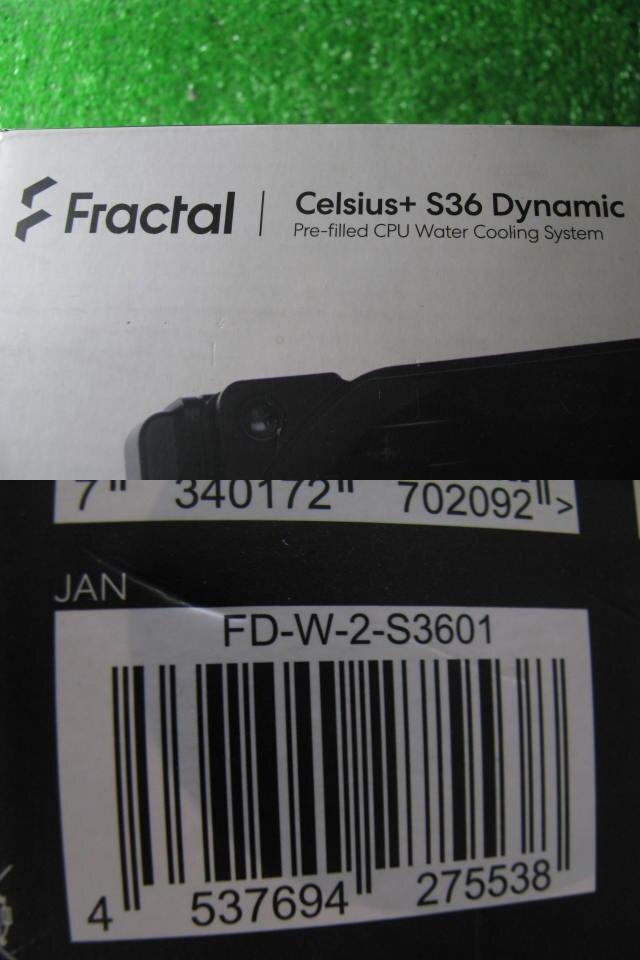 Fractal | Celsius+ S36 Dynamic
Pre-filled CPU Water Cooling System
7 340172 702092 >
JAN
FD-W-2-S3601
4 537694 275538